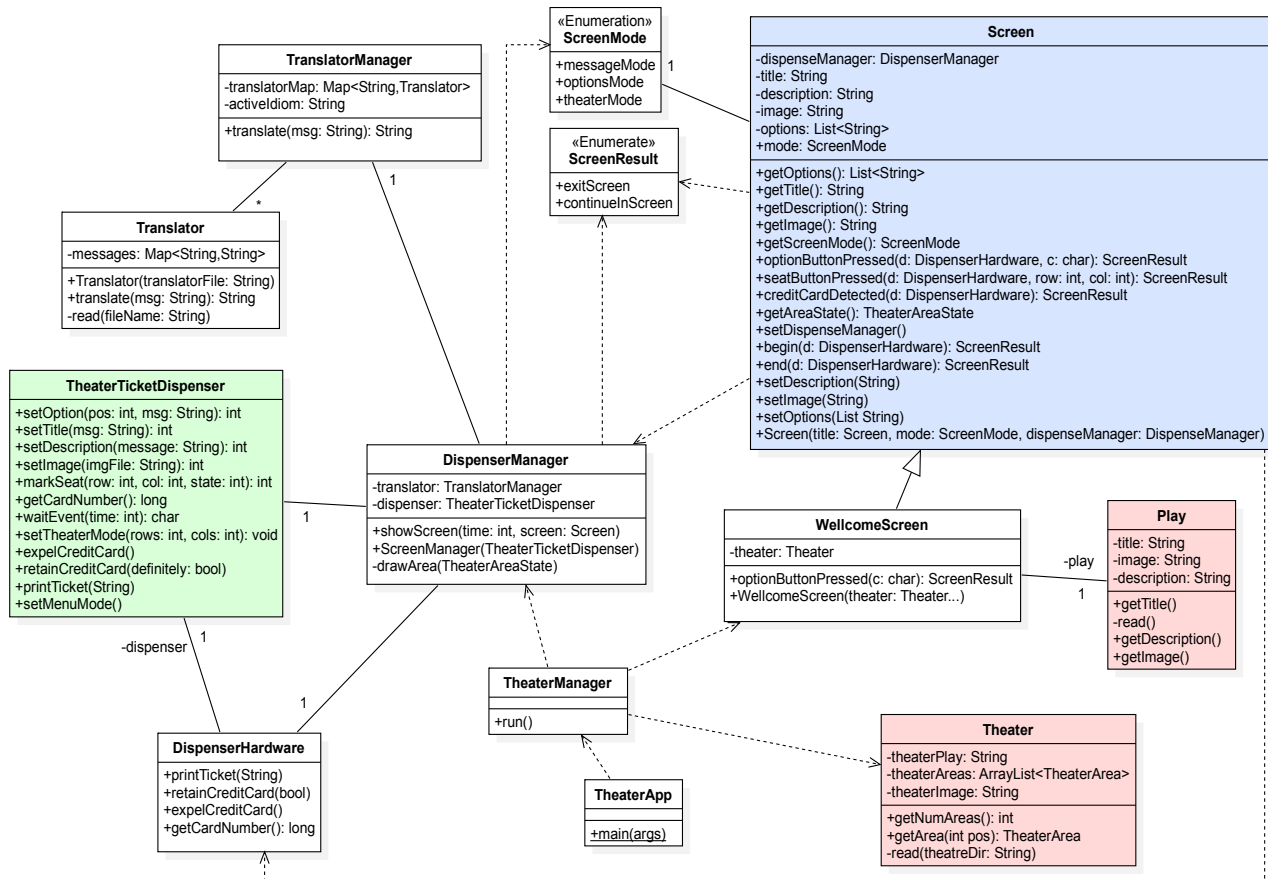 «Enumeration»
ScreenMode
+messageMode
+optionsMode
+theaterMode
1
Screen
-dispenseManager: DispenserManager
-title: String
-description: String
-image: String
-options: List<String>
+mode: ScreenMode
+getOptions(): List<String>
+getTitle(): String
+getDescription(): String
+getImage(): String
+getScreenMode(): ScreenMode
+optionButtonPressed(d: DispenserHardware, c: char): ScreenResult
+seatButtonPressed(d: DispenserHardware, row: int, col: int): ScreenResult
+creditCardDetected(d: DispenserHardware): ScreenResult
+getAreaState(): TheaterAreaState
+setDispenseManager()
+begin(d: DispenserHardware): ScreenResult
+end(d: DispenserHardware): ScreenResult
+setDescription(String)
+setImage(String)
+setOptions(List String)
+Screen(title: Screen, mode: ScreenMode, dispenseManager: DispenseManager)
TranslatorManager
-translatorMap: Map<String,Translator>
-activeIdiom: String
+translate(msg: String): String
1
*
«Enumerate»
ScreenResult
+exitScreen
+continueInScreen
Translator
-messages: Map<String,String>
+Translator(translatorFile: String)
+translate(msg: String): String
-read(fileName: String)
TheaterTicketDispenser
+setOption(pos: int, msg: String): int
+setTitle(msg: String): int
+setDescription(message: String): int
+setImage(imgFile: String): int
+markSeat(row: int, col: int, state: int): int
+getCardNumber(): long
+waitEvent(time: int): char
+setTheaterMode(rows: int, cols: int): void
+expelCreditCard()
+retainCreditCard(definitely: bool)
+printTicket(String)
+setMenuMode()
1
DispenserManager
-translator: TranslatorManager
-dispenser: TheaterTicketDispenser
+showScreen(time: int, screen: Screen)
+ScreenManager(TheaterTicketDispenser)
-drawArea(TheaterAreaState)
WellcomeScreen
-theater: Theater
+optionButtonPressed(c: char): ScreenResult
+WellcomeScreen(theater: Theater...)
-play
1
Play
-title: String
-image: String
-description: String
+getTitle()
-read()
+getDescription()
+getImage()
-dispenser
1
1
DispenserHardware
+printTicket(String)
+retainCreditCard(bool)
+expelCreditCard()
+getCardNumber(): long
TheaterManager
+run()
TheaterApp
+main(args)
Theater
-theaterPlay: String
-theaterAreas: ArrayList<TheaterArea>
-theaterImage: String
+getNumAreas(): int
+getArea(int pos): TheaterArea
-read(theatreDir: String)